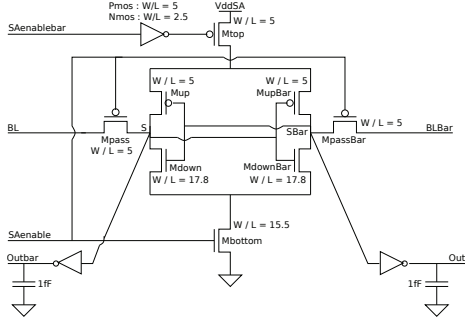 Pmos : W/L = 5
Nmos : W/L = 2.5
VddSA
SAenablebar
W / L = 5
Mtop
W / L = 5
W / L = 5
Mup
MupBar
W / L = 5
BL
S
SBar
BLBar
Mpass
MpassBar
W / L = 5
Mdown
MdownBar
W / L = 17.8
W / L = 17.8
W / L = 15.5
SAenable
Mbottom
Outbar
Out
1fF
1fF